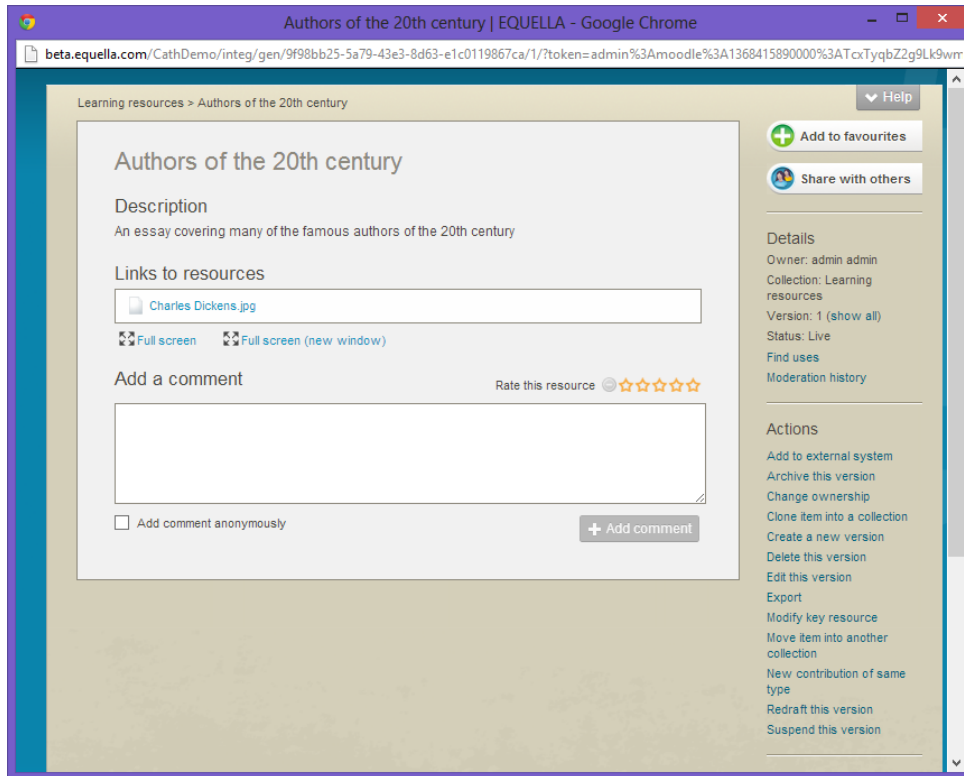 Authors of the 20th century | EQUELLA - Google Chrome
beta.equella.com/CathDemo/integ/gen/9f98bb25-5a79-43e3-8d63-e1c0119867ca/1/?token=admin%3Amoodle%3A1368415890000%3ATcxTyqbZ2g9Lk9wm
Learning resources > Authors of the 20th century
Help
Authors of the 20th century
Description
An essay covering many of the famous authors of the 20th century
Links to resources
Charles Dickens.jpg
Full screen Full screen (new window)
Add a comment
Rate this resource
Add comment anonymously
Add comment
Add to favourites
Share with others
Details
Owner: admin admin
Collection: Learning
resources
Version: 1 (show all)
Status: Live
Find uses
Moderation history
Actions
Add to external system
Archive this version
Change ownership
Clone item into a collection
Create a new version
Delete this version
Edit this version
Export
Modify key resource
Move item into another
collection
New contribution of same
type
Redraft this version
Suspend this version